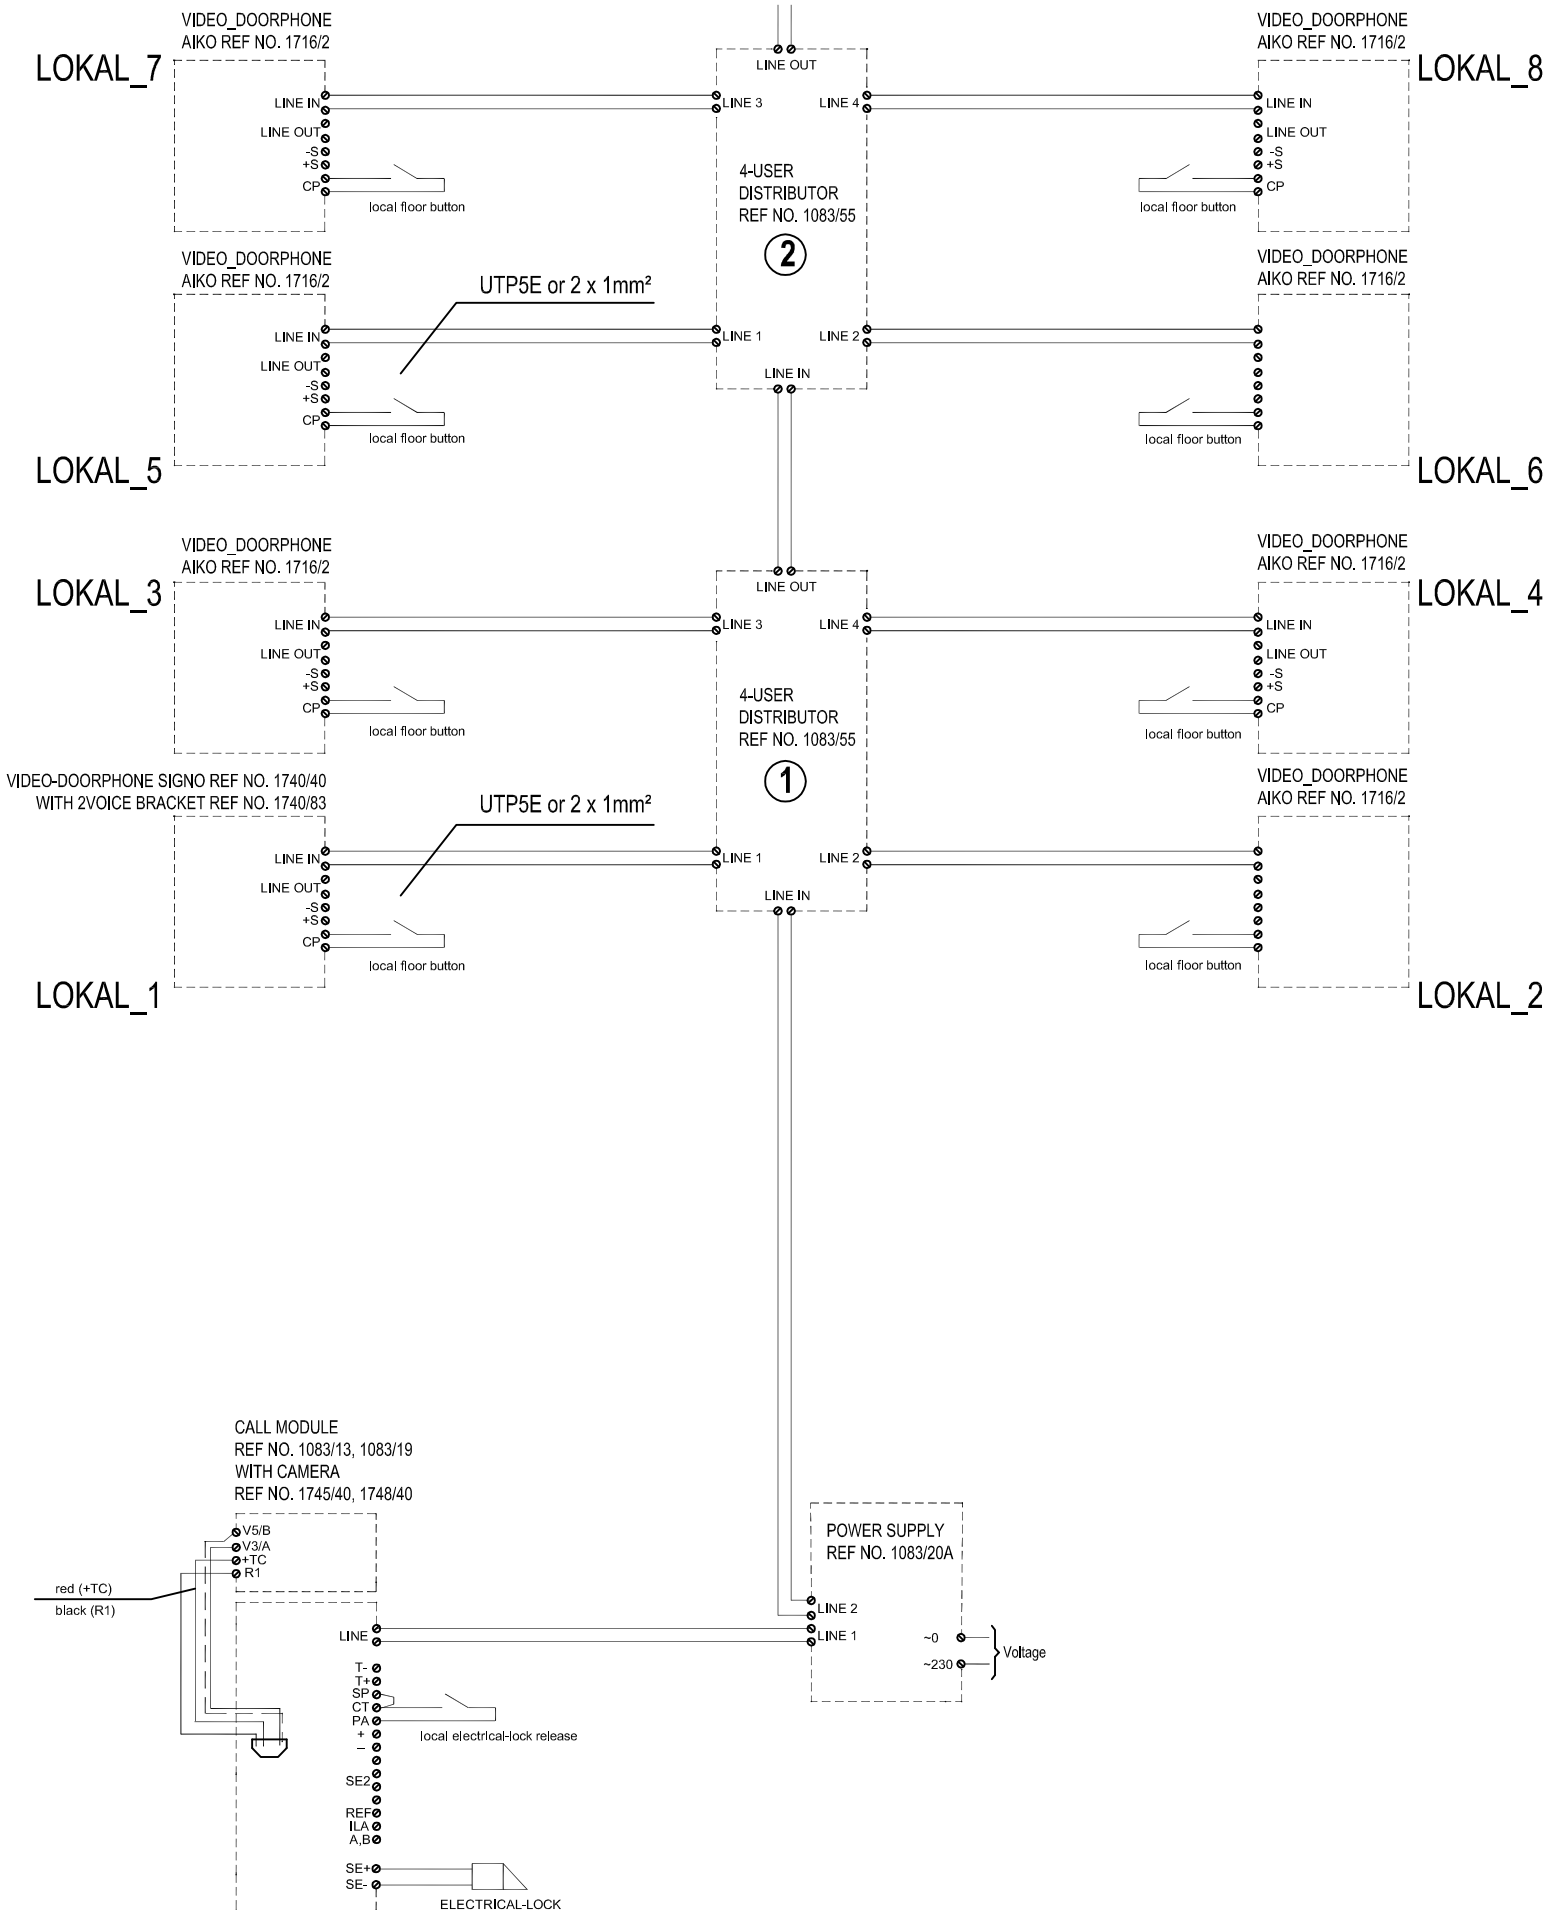 VIDEO_DOORPHONE
AIKO REF NO. 1716/2
LOKAL_7
LINE IN
LINE OUT
-S
+S
CP
local floor button
LINE OUT
LINE 3
LINE 4
4-USER
DISTRIBUTOR
REF NO. 1083/55
2
LINE 1
LINE 2
LINE IN
VIDEO_DOORPHONE
AIKO REF NO. 1716/2
LOKAL_8
LINE IN
LINE OUT
-S
+S
CP
local floor button
VIDEO_DOORPHONE
AIKO REF NO. 1716/2
UTP5E or 2 x 1mm²
LINE IN
LINE OUT
-S
+S
CP
local floor button
LOKAL_5
VIDEO_DOORPHONE
AIKO REF NO. 1716/2
local floor button
LOKAL_6
VIDEO_DOORPHONE
AIKO REF NO. 1716/2
LOKAL_3
LINE IN
LINE OUT
-S
+S
CP
local floor button
LINE OUT
LINE 3
LINE 4
4-USER
DISTRIBUTOR
REF NO. 1083/55
1
LINE 1
LINE 2
LINE IN
VIDEO_DOORPHONE
AIKO REF NO. 1716/2
LOKAL_4
LINE IN
LINE OUT
-S
+S
CP
local floor button
VIDEO-DOORPHONE SIGNO REF NO. 1740/40
WITH 2VOICE BRACKET REF NO. 1740/83
UTP5E or 2 x 1mm²
LINE IN
LINE OUT
-S
+S
CP
local floor button
LOKAL_1
VIDEO_DOORPHONE
AIKO REF NO. 1716/2
local floor button
LOKAL_2
CALL MODULE
REF NO. 1083/13, 1083/19
WITH CAMERA
REF NO. 1745/40, 1748/40
V5/B
V3/A
+TC
R1
red (+TC)
black (R1)
LINE
T-
T+
SP
CT
PA
+
–
local electrical-lock release
SE2
REF
ILA
A,B
SE+
SE-
ELECTRICAL-LOCK
POWER SUPPLY
REF NO. 1083/20A
LINE 2
LINE 1
~0
~230
Voltage